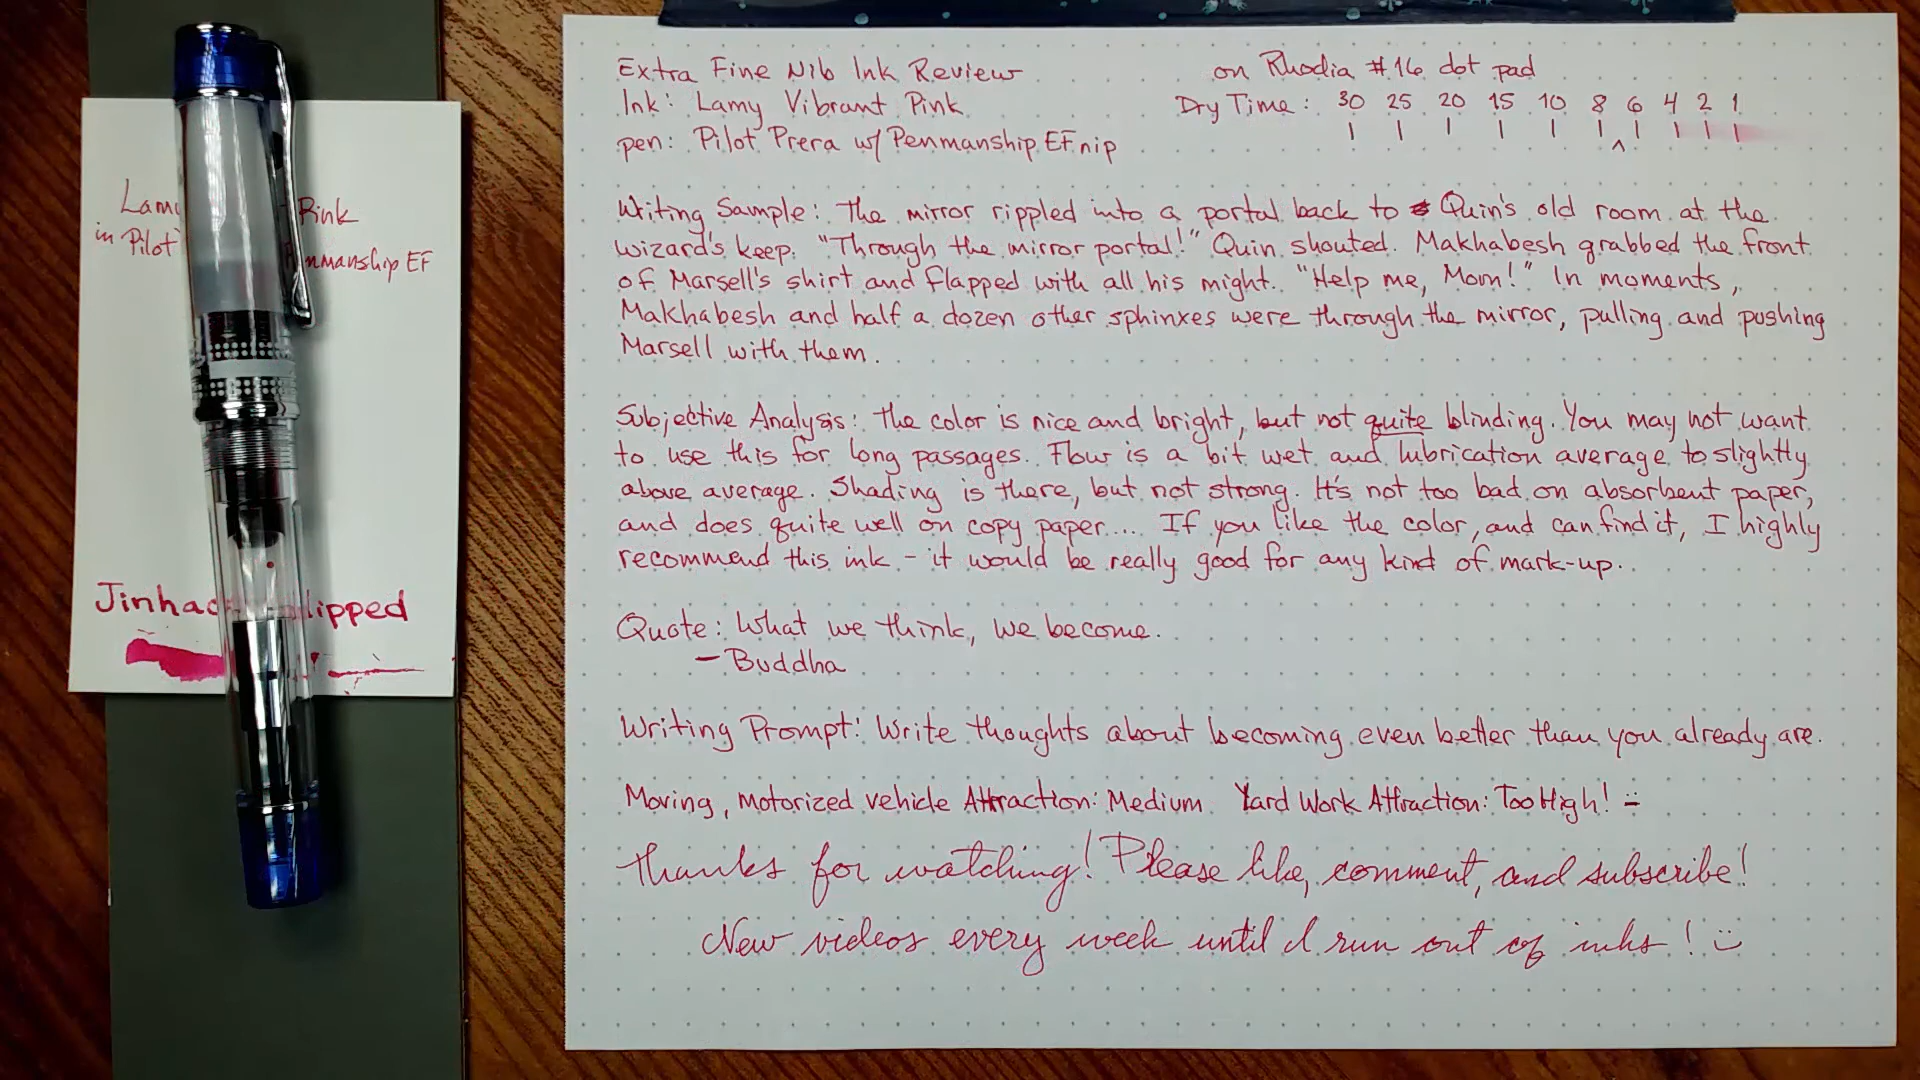 Extra Fine Nib Ink Review
on Rhodia #16 dot pad
Ink: Lamy Vibrant Pink
Dry Time: 30 25 20 15 10 8 6 4 2 1
pen: Pilot Prera w/ Penmanship EF nip
^
Writing Sample: The mirror rippled into a portal back to Quin's old room at the
wizard's keep. "Through the mirror portal!" Quin shouted. Makhabesh grabbed the front
of Marsell's shirt and flapped with all his might. "Help me, Mom!" In moments,
Makhabesh and half a dozen other sphinxes were through the mirror, pulling and pushing
Marsell with them.
Subjective Analysis: The color is nice and bright, but not quite blinding. You may not want
to use this for long passages. Flow is a bit wet and lubrication average to slightly
above average. Shading is there, but not strong. It's not too bad on absorbent paper,
and does quite well on copy paper... If you like the color, and can find it, I highly
recommend this ink - it would be really good for any kind of mark-up.
Quote: What we think, we become.
- Buddha
Writing Prompt: Write thoughts about becoming even better than you already are.
Moving, motorized vehicle Attraction: Medium Yard Work Attraction: Too High! :-
Thanks for watching! Please like, comment, and subscribe!
New videos every week until I run out of inks! :)
Lamy Pink
in Pilot nmanship EF
Jinhao dipped